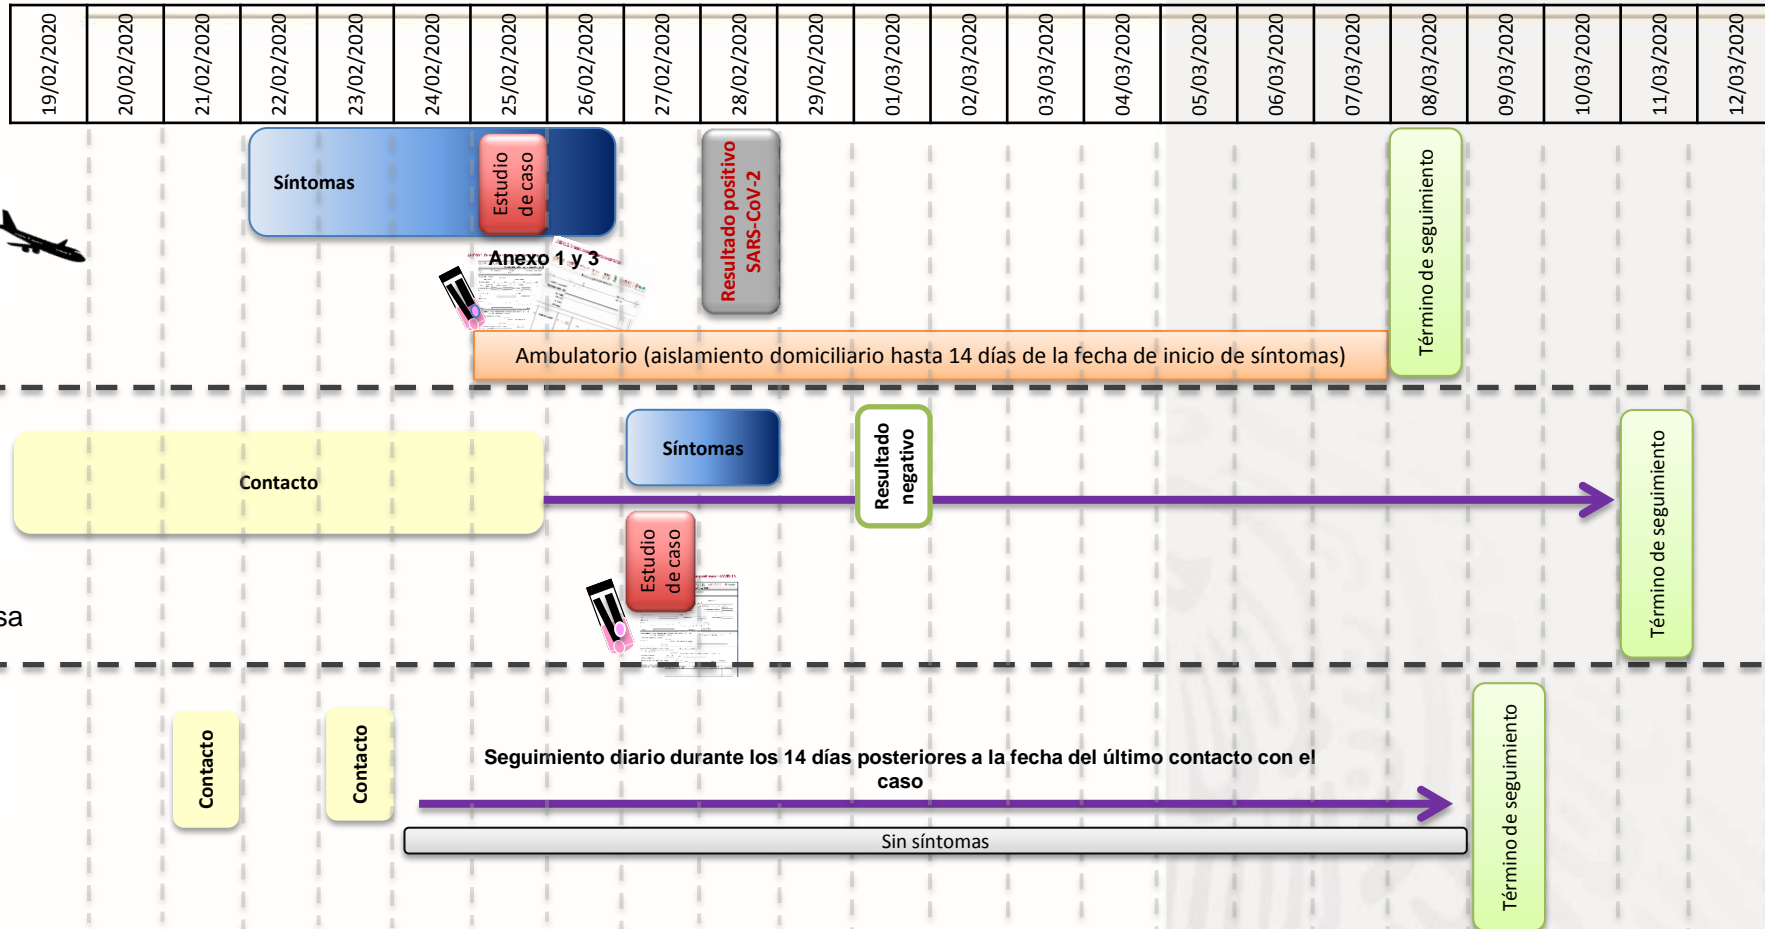 19/02/2020
20/02/2020
21/02/2020
22/02/2020
23/02/2020
24/02/2020
25/02/2020
26/02/2020
27/02/2020
28/02/2020
29/02/2020
01/03/2020
02/03/2020
03/03/2020
04/03/2020
05/03/2020
06/03/2020
07/03/2020
08/03/2020
09/03/2020
10/03/2020
11/03/2020
12/03/2020
Síntomas
Estudio
de caso
Resultado positivo
SARS-CoV-2
Término de seguimiento
Anexo 1 y 3
Ambulatorio (aislamiento domiciliario hasta 14 días de la fecha de inicio de síntomas)
Contacto
Síntomas
Resultado
negativo
Término de seguimiento
Estudio
de caso
sa
Contacto
Contacto
Seguimiento diario durante los 14 días posteriores a la fecha del último contacto con el
caso
Sin síntomas
Término de seguimiento